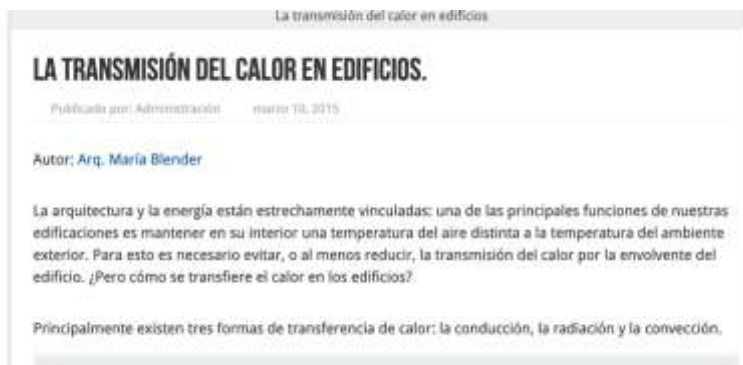 La transmisión del calor en edificios
LA TRANSMISIÓN DEL CALOR EN EDIFICIOS.
Publicado por: Administración marzo 10, 2015
Autor: Arq. María Blender
La arquitectura y la energía están estrechamente vinculadas: una de las principales funciones de nuestras
edificaciones es mantener en su interior una temperatura del aire distinta a la temperatura del ambiente
exterior. Para esto es necesario evitar, o al menos reducir, la transmisión del calor por la envolvente del
edificio. ¿Pero cómo se transfiere el calor en los edificios?
Principalmente existen tres formas de transferencia de calor: la conducción, la radiación y la convección.